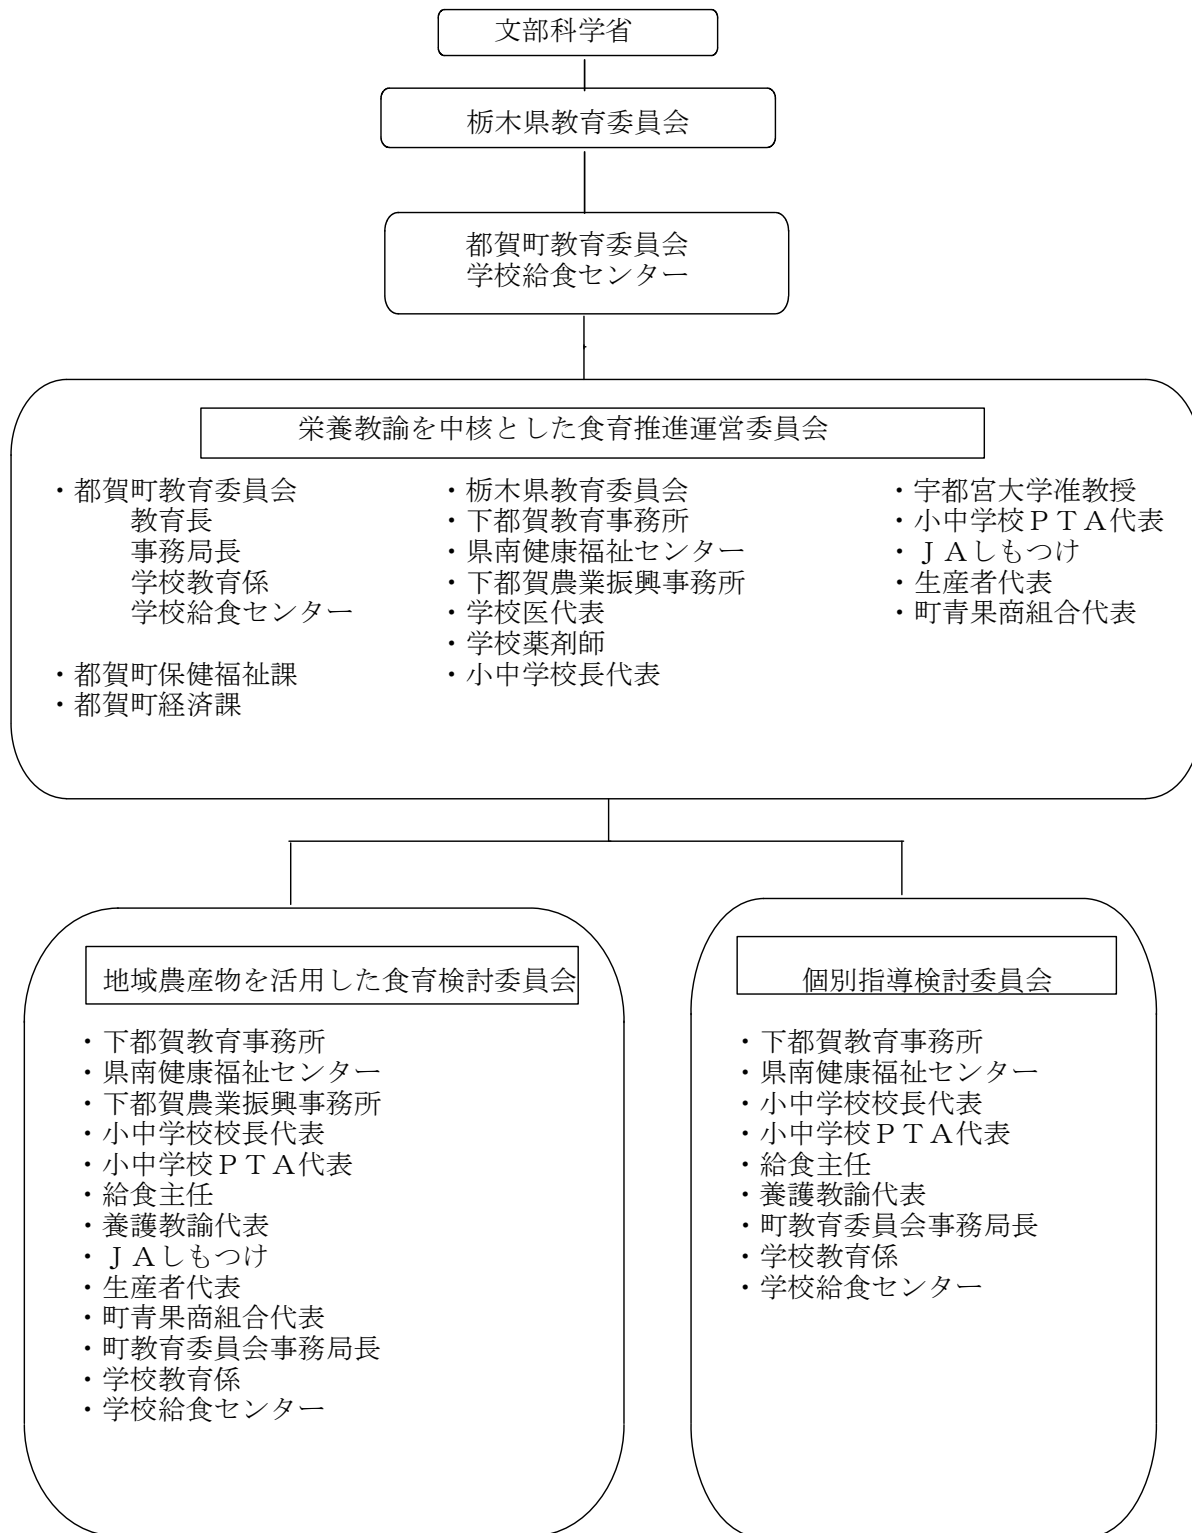 文部科学省
栃木県教育委員会
都賀町教育委員会
学校給食センター
栄養教諭を中核とした食育推進運営委員会
・都賀町教育委員会
教育長
事務局長
学校教育係
学校給食センター
・都賀町保健福祉課
・都賀町経済課
・栃木県教育委員会
・下都賀教育事務所
・県南健康福祉センター
・下都賀農業振興事務所
・学校医代表
・学校薬剤師
・小中学校長代表
・宇都宮大学准教授
・小中学校ＰＴＡ代表
・ＪＡしもつけ
・生産者代表
・町青果商組合代表
地域農産物を活用した食育検討委員会
・下都賀教育事務所
・県南健康福祉センター
・下都賀農業振興事務所
・小中学校校長代表
・小中学校ＰＴＡ代表
・給食主任
・養護教諭代表
・ＪＡしもつけ
・生産者代表
・町青果商組合代表
・町教育委員会事務局長
・学校教育係
・学校給食センター
個別指導検討委員会
・下都賀教育事務所
・県南健康福祉センター
・小中学校校長代表
・小中学校ＰＴＡ代表
・給食主任
・養護教諭代表
・町教育委員会事務局長
・学校教育係
・学校給食センター